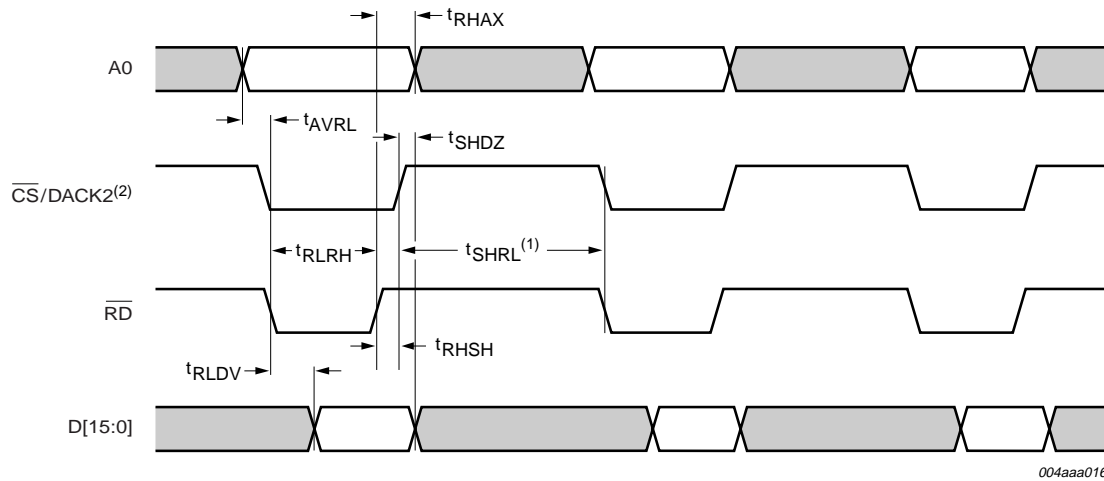 tRHAX
A0
tAVRL
tSHDZ
CS/DACK2(2)
tRLRH
tSHRL(1)
RD
tRHSH
tRLDV
D[15:0]
004aaa016